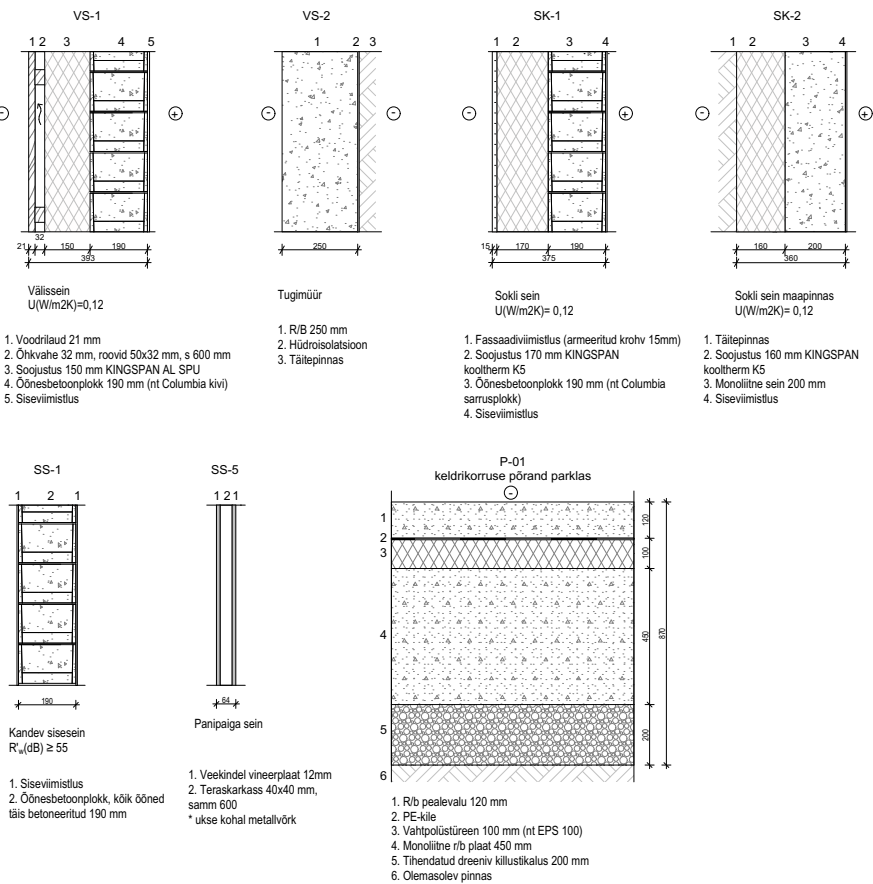 VS-1
1 2 3 4 5
-
+
32
21 150 190
393
Välissein
U(W/m2K)=0,12
1. Voodrilaud 21 mm
2. Õhkvahe 32 mm, roovid 50x32 mm, s 600 mm
3. Soojustus 150 mm KINGSPAN AL SPU
4. Õõnesbetoonplokk 190 mm (nt Columbia kivi)
5. Siseviimistlus
VS-2
1 2 3
-
-
250
Tugimüür
1. R/B 250 mm
2. Hüdroisolatsioon
3. Täitepinnas
SK-1
1 2 3 4
-
+
15 170 190
375
Sokli sein
U(W/m2K)= 0,12
1. Fassaadiviimistlus (armeeritud krohv 15mm)
2. Soojustus 170 mm KINGSPAN
kooltherm K5
3. Õõnesbetoonplokk 190 mm (nt Columbia
sarrusplokk)
4. Siseviimistlus
SK-2
1 2 3 4
-
+
160 200
360
Sokli sein maapinnas
U(W/m2K)= 0,12
1. Täitepinnas
2. Soojustus 160 mm KINGSPAN
kooltherm K5
3. Monoliitne sein 200 mm
4. Siseviimistlus
SS-1
1 2 1
190
Kandev sisesein
R'w(dB) ≥ 55
1. Siseviimistlus
2. Õõnesbetoonplokk, kõik õõned
täis betoneeritud 190 mm
SS-5
1 2 1
64
Panipaiga sein
1. Veekindel vineerplaat 12mm
2. Teraskarkass 40x40 mm,
samm 600
* ukse kohal metallvõrk
P-01
keldrikorruse põrand parklas
-
1
2
3
4
5
6
120
100
450
200
870
1. R/b pealevalu 120 mm
2. PE-kile
3. Vahtpolüstüreen 100 mm (nt EPS 100)
4. Monoliitne r/b plaat 450 mm
5. Tihendatud dreeniv killustikalus 200 mm
6. Olemasolev pinnas